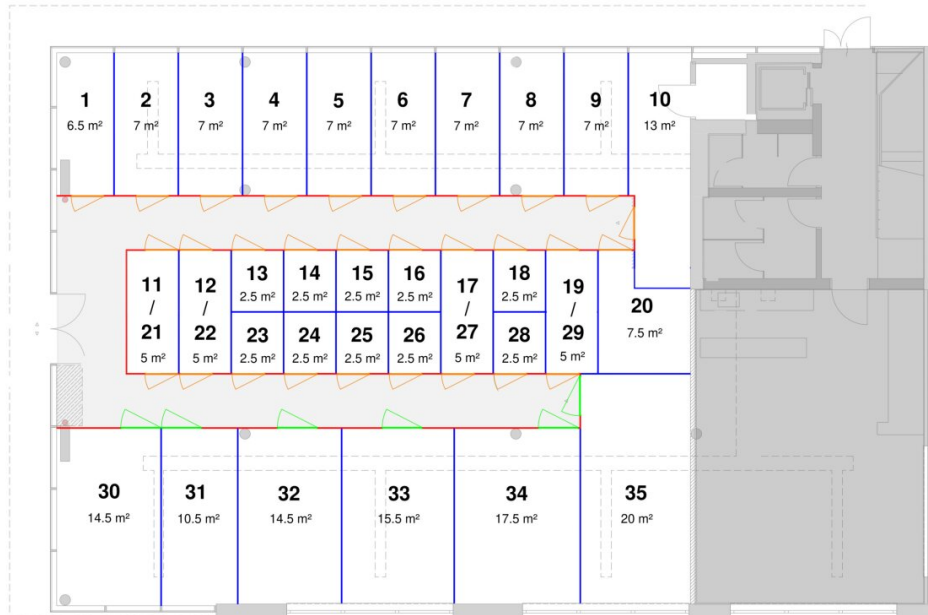 1
6.5 m²
2
7 m²
3
7 m²
4
7 m²
5
7 m²
6
7 m²
7
7 m²
8
7 m²
9
7 m²
10
13 m²
11
/
21
5 m²
12
/
22
5 m²
13
2.5 m²
14
2.5 m²
15
2.5 m²
16
2.5 m²
17
/
27
5 m²
18
2.5 m²
19
/
29
5 m²
20
7.5 m²
23
2.5 m²
24
2.5 m²
25
2.5 m²
26
2.5 m²
28
2.5 m²
30
14.5 m²
31
10.5 m²
32
14.5 m²
33
15.5 m²
34
17.5 m²
35
20 m²